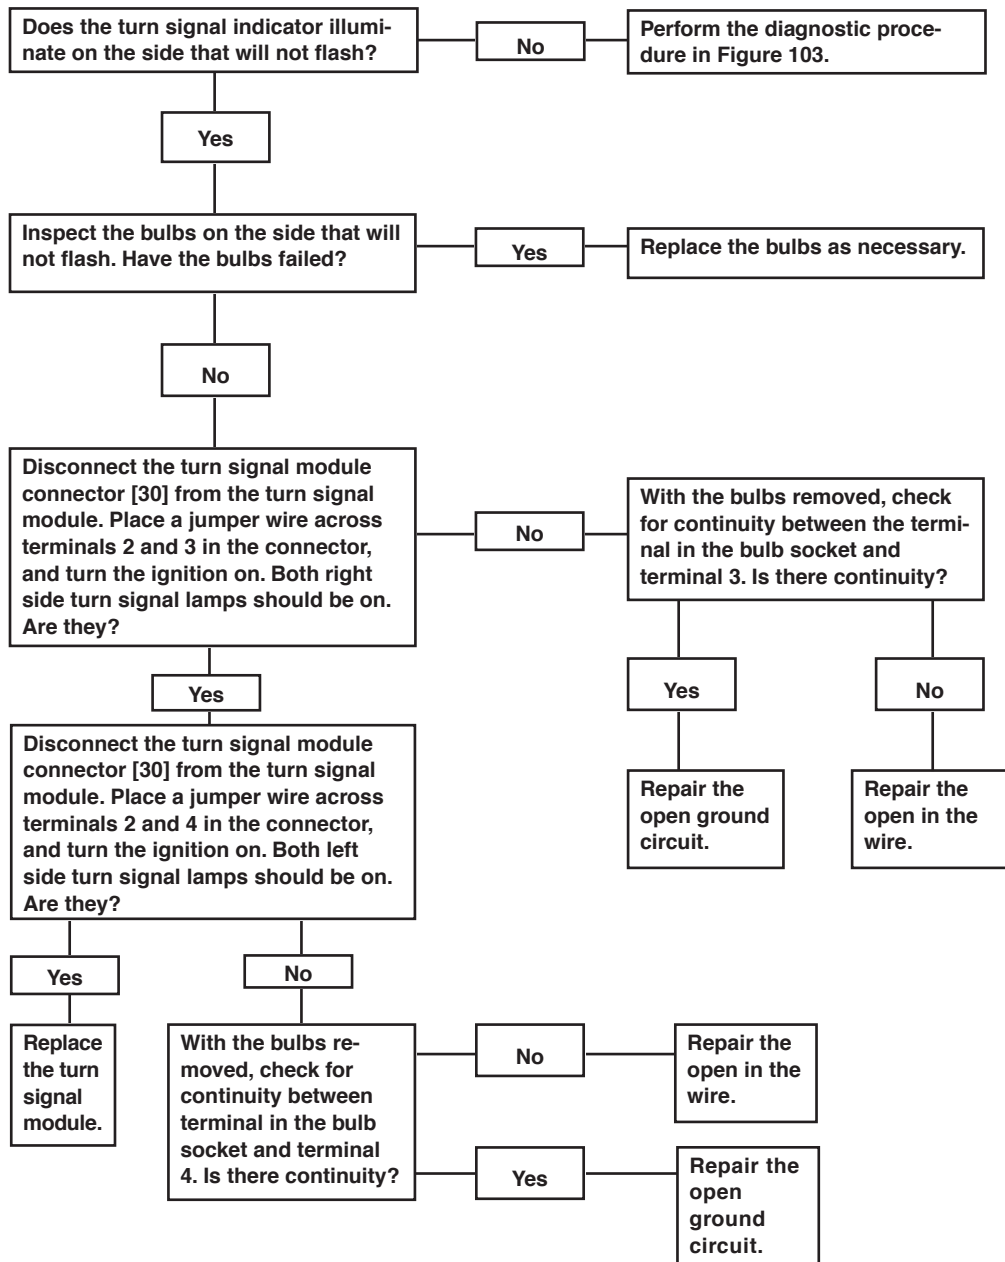 Does the turn signal indicator illumi-
nate on the side that will not flash?
No
Perform the diagnostic proce-
dure in Figure 103.
Yes
Inspect the bulbs on the side that will
not flash. Have the bulbs failed?
Yes
Replace the bulbs as necessary.
No
Disconnect the turn signal module
connector [30] from the turn signal
module. Place a jumper wire across
terminals 2 and 3 in the connector,
and turn the ignition on. Both right
side turn signal lamps should be on.
Are they?
No
With the bulbs removed, check
for continuity between the termi-
nal in the bulb socket and
terminal 3. Is there continuity?
Yes
No
Repair the
open ground
circuit.
Repair the
open in the
wire.
Yes
Disconnect the turn signal module
connector [30] from the turn signal
module. Place a jumper wire across
terminals 2 and 4 in the connector,
and turn the ignition on. Both left
side turn signal lamps should be on.
Are they?
Yes
No
Replace
the turn
signal
module.
With the bulbs re-
moved, check for
continuity between
terminal in the bulb
socket and terminal
4. Is there continuity?
No
Repair the
open in the
wire.
Yes
Repair the
open
ground
circuit.